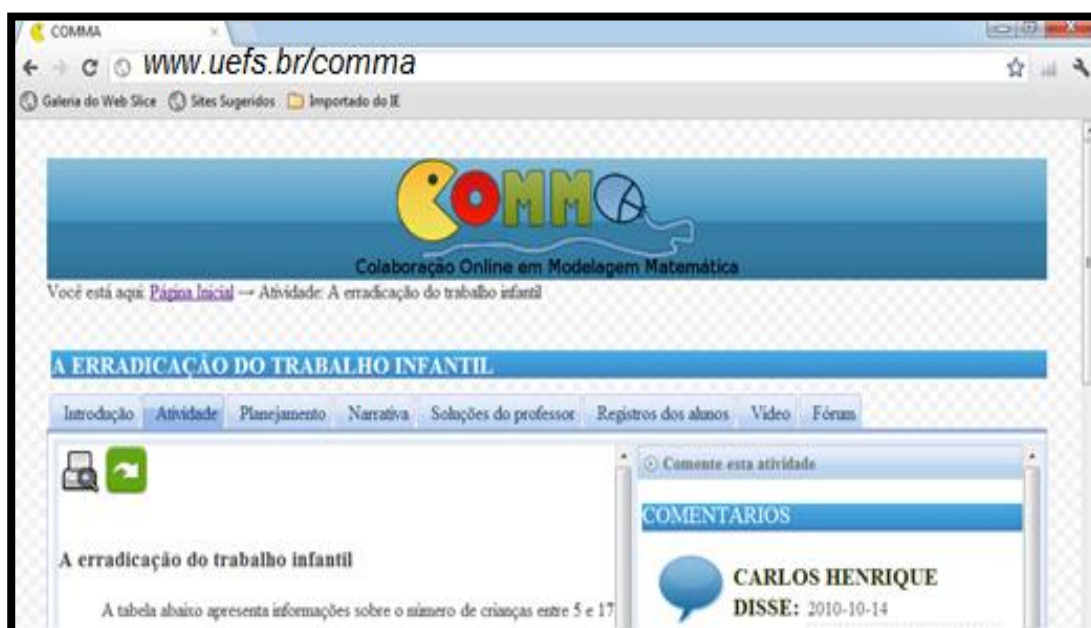 COMMA
www.uefs.br/comma
Galeria do Web Slice Sites Sugeridos Importado do IE
COMMA
Colaboração Online em Modelagem Matemática
Você está aqui: Página Inicial → Atividade: A erradicação do trabalho infantil
A ERRADICAÇÃO DO TRABALHO INFANTIL
Introdução Atividade Planejamento Narrativa Soluções do professor Registros dos alunos Video Fórum
Comente esta atividade
COMENTARIOS
A erradicação do trabalho infantil
CARLOS HENRIQUE
DISSE: 2010-10-14
A tabela abaixo apresenta informações sobre o número de crianças entre 5 e 17